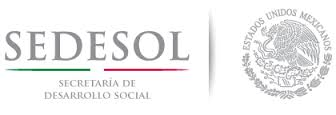 SEDESOL
SECRETARÍA DE
DESARROLLO SOCIAL
ESTADOS UNIDOS MEXICANOS